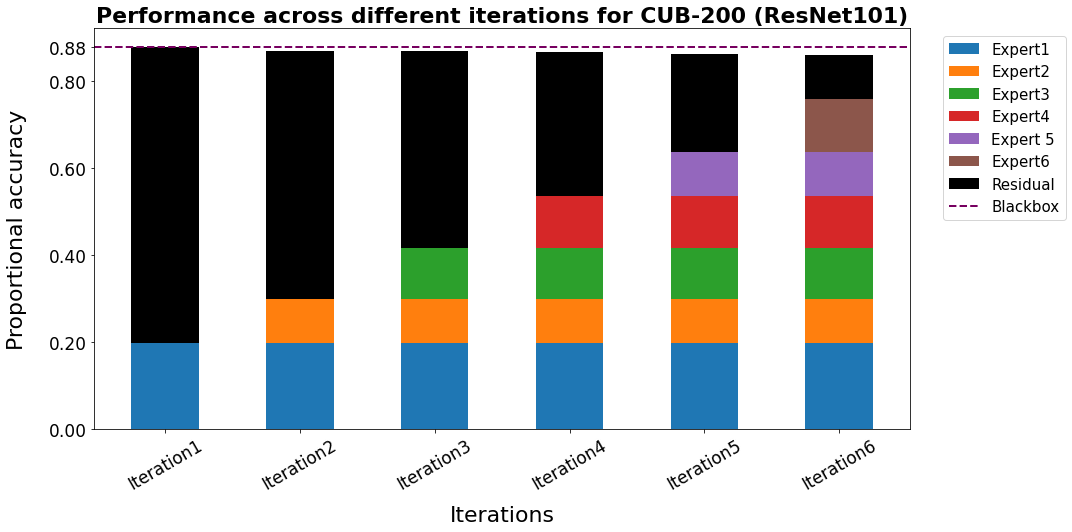 Performance across different iterations for CUB-200 (ResNet101)
Proportional accuracy
0.88
0.80
0.60
0.40
0.20
0.00
Iteration1
Iteration2
Iteration3
Iteration4
Iteration5
Iteration6
Iterations
Expert1
Expert2
Expert3
Expert4
Expert 5
Expert6
Residual
Blackbox